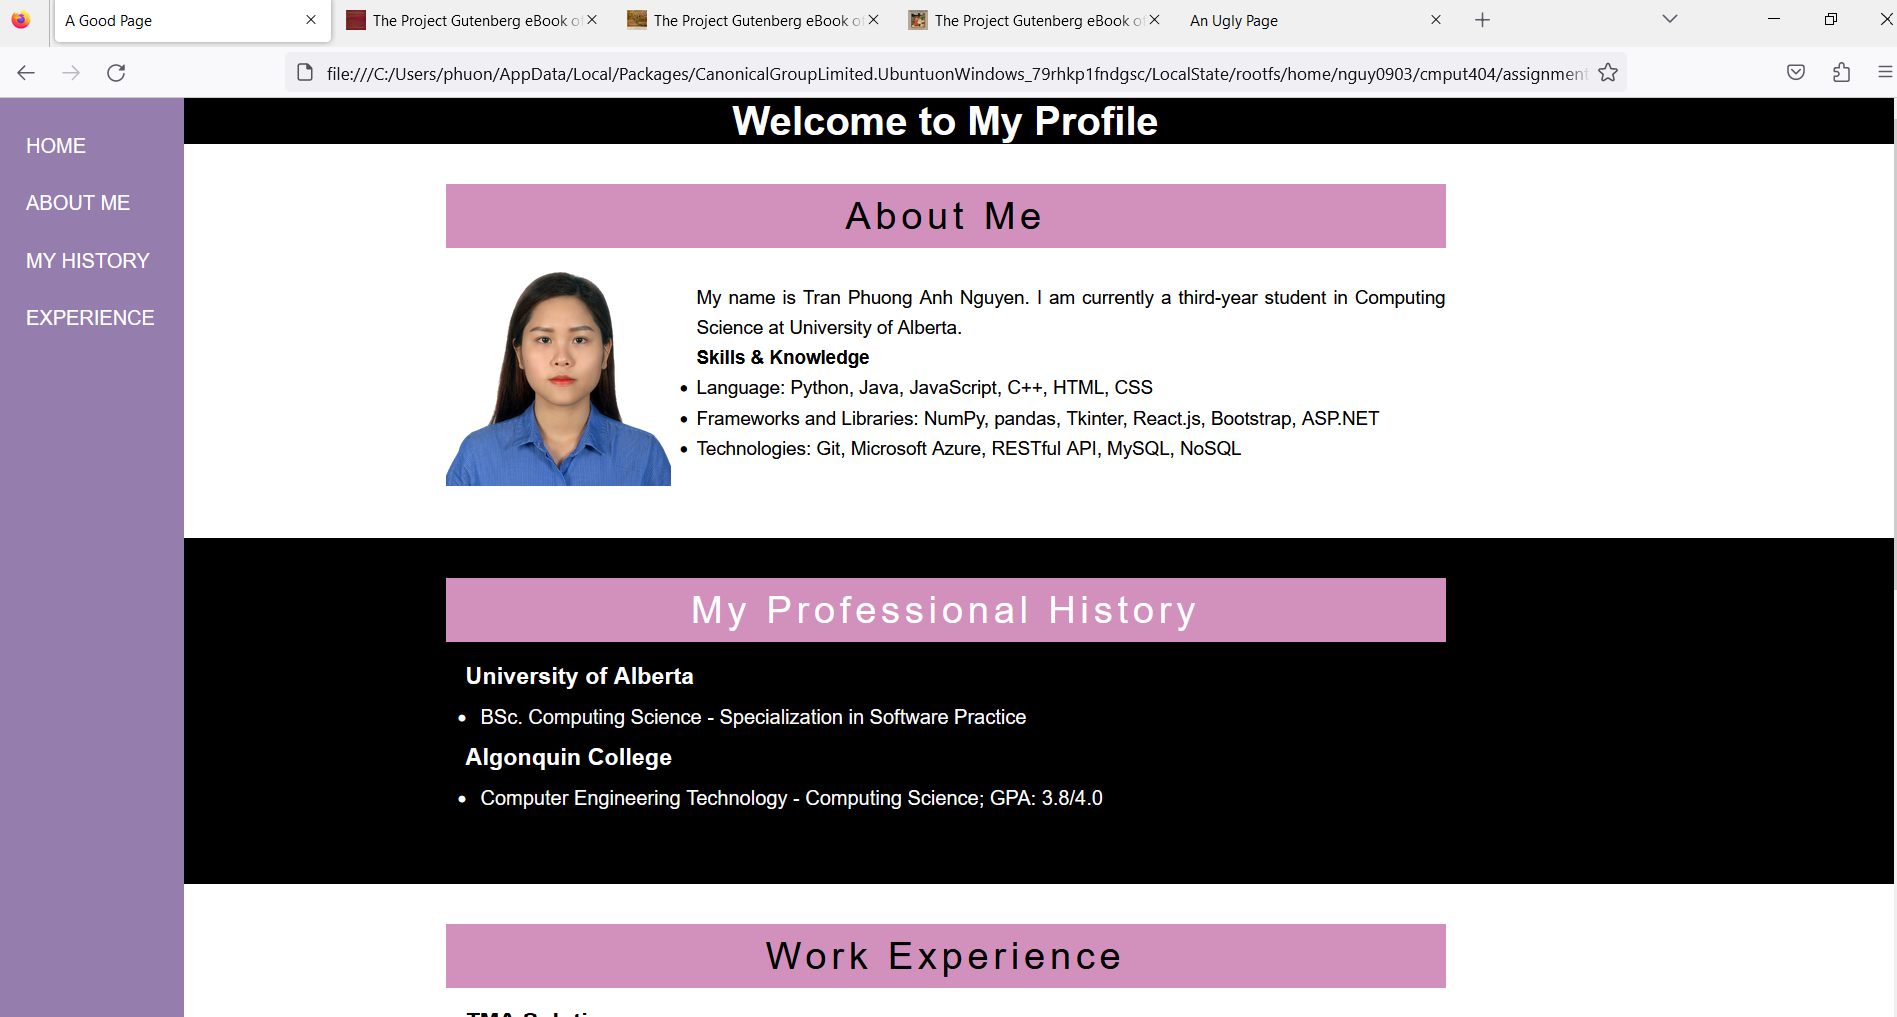 A Good Page
The Project Gutenberg eBook of
The Project Gutenberg eBook of
The Project Gutenberg eBook of
An Ugly Page
file:///C:/Users/phuon/AppData/Local/Packages/CanonicalGroupLimited.UbuntuonWindows_79rhkp1fndgsc/LocalState/rootfs/home/nguy0903/cmput404/assignment
HOME
ABOUT ME
MY HISTORY
EXPERIENCE
Welcome to My Profile
About Me
My name is Tran Phuong Anh Nguyen. I am currently a third-year student in Computing
Science at University of Alberta.
Skills & Knowledge
• Language: Python, Java, JavaScript, C++, HTML, CSS
• Frameworks and Libraries: NumPy, pandas, Tkinter, React.js, Bootstrap, ASP.NET
• Technologies: Git, Microsoft Azure, RESTful API, MySQL, NoSQL
My Professional History
University of Alberta
• BSc. Computing Science - Specialization in Software Practice
Algonquin College
• Computer Engineering Technology - Computing Science; GPA: 3.8/4.0
Work Experience